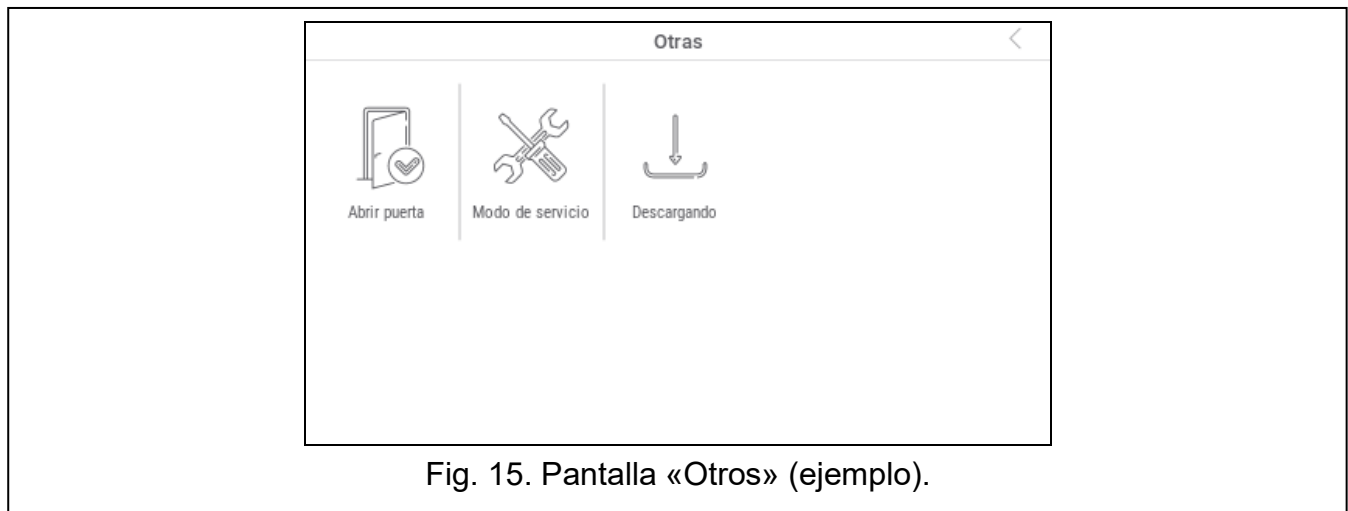 Otras
Abrir puerta
Modo de servicio
Descargando
Fig. 15. Pantalla «Otros» (ejemplo).